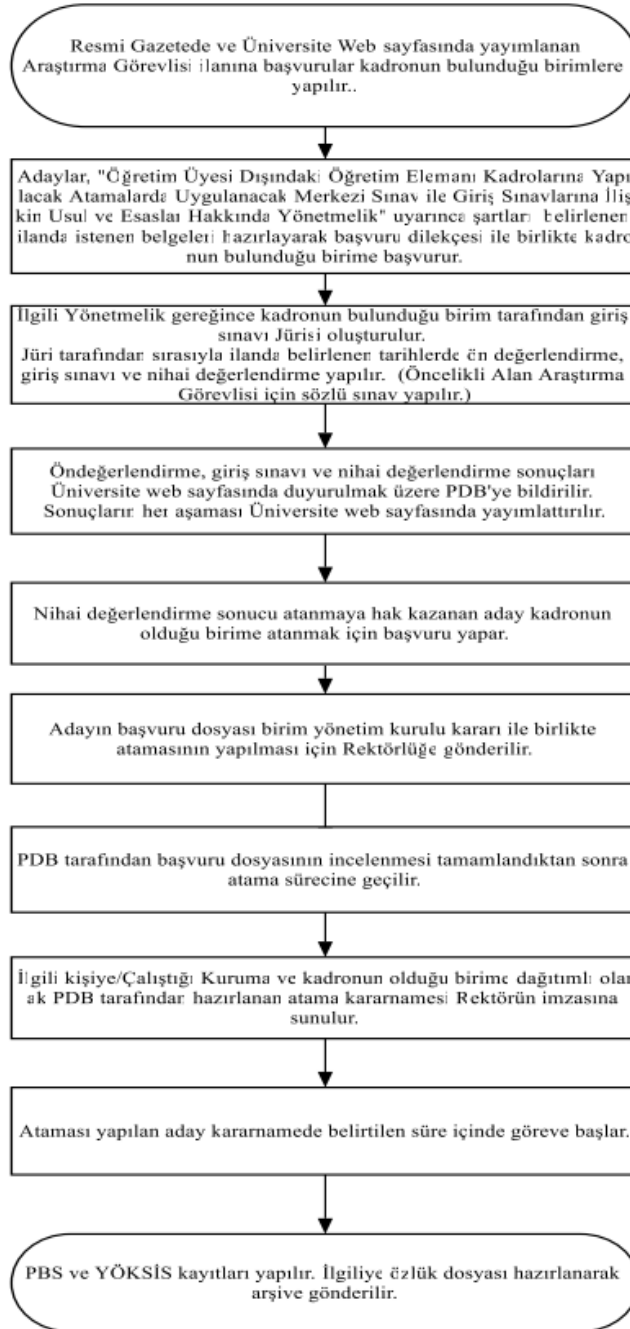 Resmi Gazetede ve Üniversite Web sayfasında yayımlanan
Araştırma Görevlisi ilanına başvurular kadronun bulunduğu birimlere
yapılır..
Adaylar, "Öğretim Üyesi Dışındaki Öğretim Elemanı Kadrolarına Yapı
lacak Atamalarda Uygulanacak Merkezi Sınav ile Giriş Sınavlarına İliş
kin Usul ve Esaslar Hakkında Yönetmelik" uyarınca şartları belirlenen
ilanda istenen belgeleri hazırlayarak başvuru dilekçesi ile birlikte kadro
nun bulunduğu birime başvurur.
İlgili Yönetmelik gereğince kadronun bulunduğu birim tarafından giriş
sınavı Jürisi oluşturulur.
Jüri tarafından sırasıyla ilanda belirlenen tarihlerde ön değerlendirme,
giriş sınavı ve nihai değerlendirme yapılır. (Öncelikli Alan Araştırma
Görevlisi için sözlü sınav yapılır.)
Öndeğerlendirme, giriş sınavı ve nihai değerlendirme sonuçları
Üniversite web sayfasında duyurulmak üzere PDB'ye bildirilir.
Sonuçların her aşaması Üniversite web sayfasında yayımlattırılır.
Nihai değerlendirme sonucu atanmaya hak kazanan aday kadronun
olduğu birime atanmak için başvuru yapar.
Adayın başvuru dosyası birim yönetim kurulu kararı ile birlikte
atamasının yapılması için Rektörlüğe gönderilir.
PDB tarafından başvuru dosyasının incelenmesi tamamlandıktan sonra
atama sürecine geçilir.
İlgili kişiye/Çalıştığı Kuruma ve kadronun olduğu birime dağıtımlı olar
ak PDB tarafından hazırlanan atama kararnamesi Rektörün imzasına
sunulur.
Ataması yapılan aday kararnamede belirtilen süre içinde göreve başlar.
PBS ve YÖKSİS kayıtları yapılır. İlgiliye özlük dosyası hazırlanarak
arşive gönderilir.